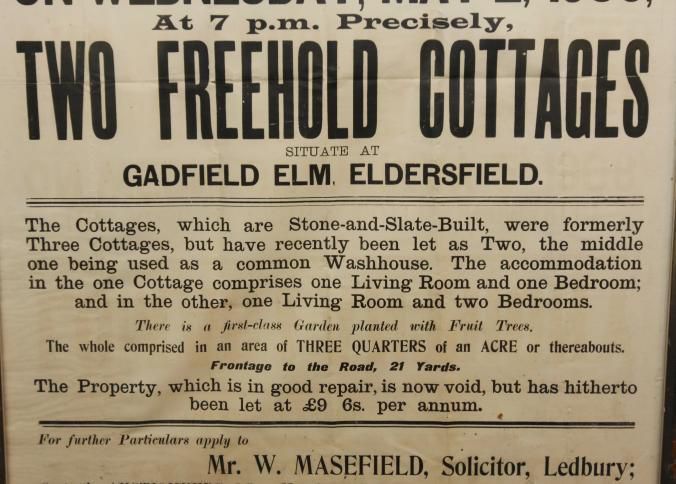 ON WEDNESDAY, MAY 2,
At 7 p.m. Precisely,
TWO FREEHOLD COTTAGES
SITUATE AT
GADFIELD ELM, ELDERSFIELD.
The Cottages, which are Stone-and-Slate-Built, were formerly
Three Cottages, but have recently been let as Two, the middle
one being used as a common Washhouse. The accommodation
in the one Cottage comprises one Living Room and one Bedroom;
and in the other, one Living Room and two Bedrooms.
There is a first-class Garden planted with Fruit Trees.
The whole comprised in an area of THREE QUARTERS of an ACRE or thereabouts.
Frontage to the Road, 21 Yards.
The Property, which is in good repair, is now void, but has hitherto
been let at £9 6s. per annum.
For further Particulars apply to
Mr. W. MASEFIELD, Solicitor, Ledbury;